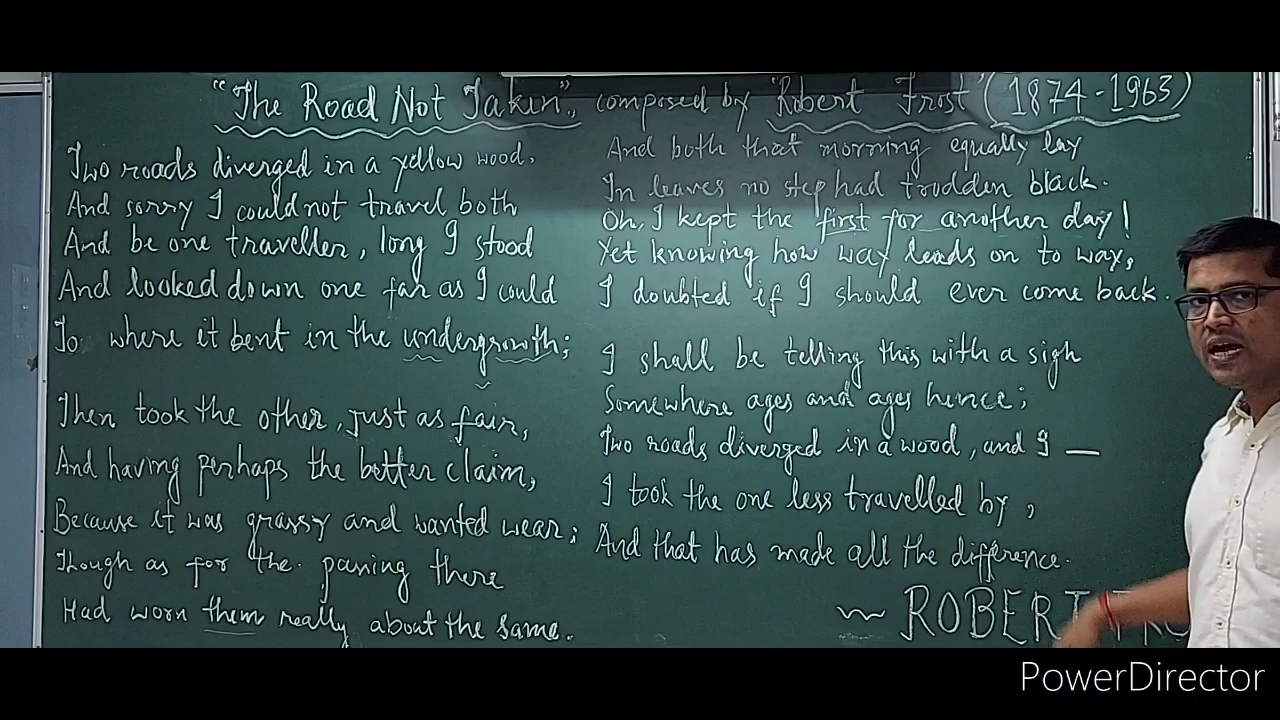 "The Road Not Taken", composed by "Robert Frost" (1874-1963)
Two roads diverged in a yellow wood,
And sorry I could not travel both
And be one traveller, long I stood
And looked down one far as I could
To where it bent in the undergrowth;
Then took the other, just as fair,
And having perhaps the better claim,
Because it was grassy and wanted wear;
Though as for the passing there
Had worn them really about the same.
And both that morning equally lay
In leaves no step had trodden black.
Oh, I kept the first for another day!
Yet knowing how way leads on to way,
I doubted if I should ever come back.
I shall be telling this with a sigh
Somewhere ages and ages hence;
Two roads diverged in a wood, and I —
I took the one less travelled by,
And that has made all the difference.
~ ROBERT FRO
PowerDirector